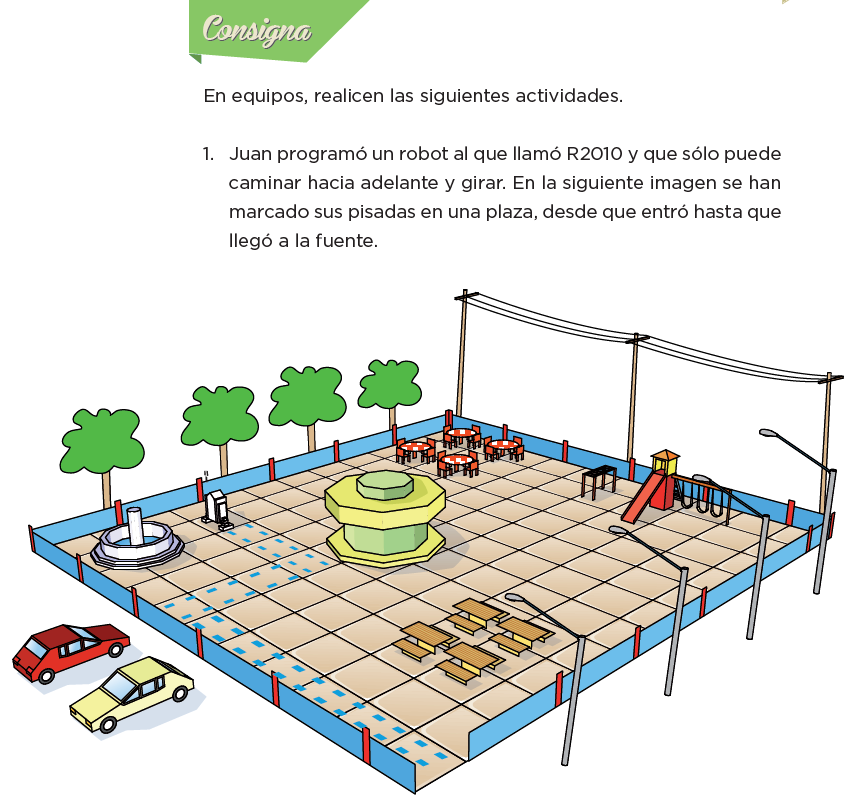 Consigna
En equipos, realicen las siguientes actividades.
1. Juan programó un robot al que llamó R2010 y que sólo puede
caminar hacia adelante y girar. En la siguiente imagen se han
marcado sus pisadas en una plaza, desde que entró hasta que
llegó a la fuente.